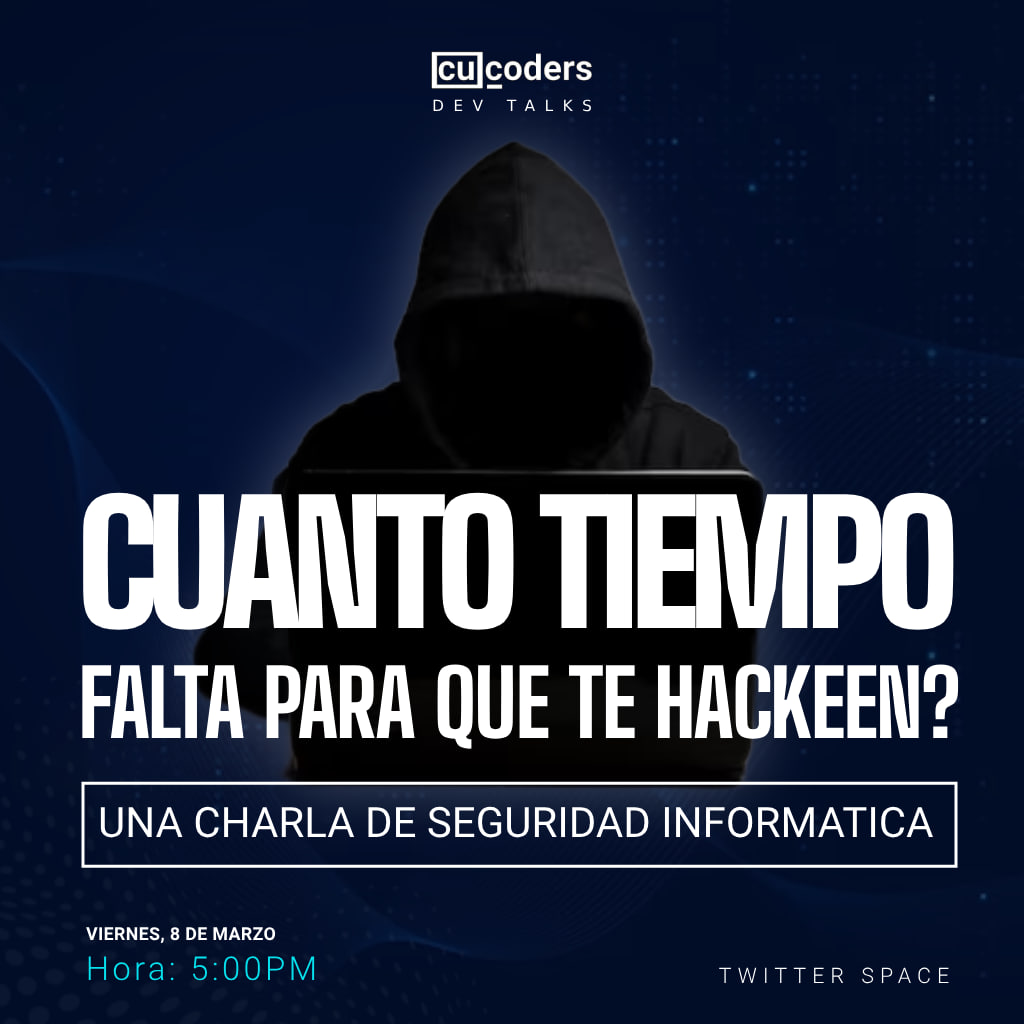 cucoders
DEV TALKS
CUANTO TIEMPO
FALTA PARA QUE TE HACKEEN?
UNA CHARLA DE SEGURIDAD INFORMATICA
VIERNES, 8 DE MARZO
Hora: 5:00PM
TWITTER SPACE